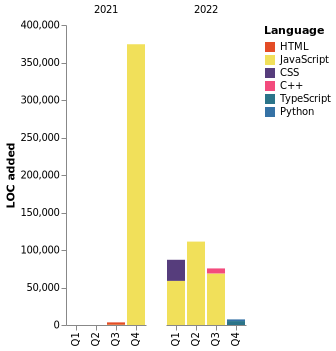 2021
2022
Language
HTML
JavaScript
CSS
C++
TypeScript
Python
LOC added
400,000
350,000
300,000
250,000
200,000
150,000
100,000
50,000
0
Q1
Q2
Q3
Q4
Q1
Q2
Q3
Q4